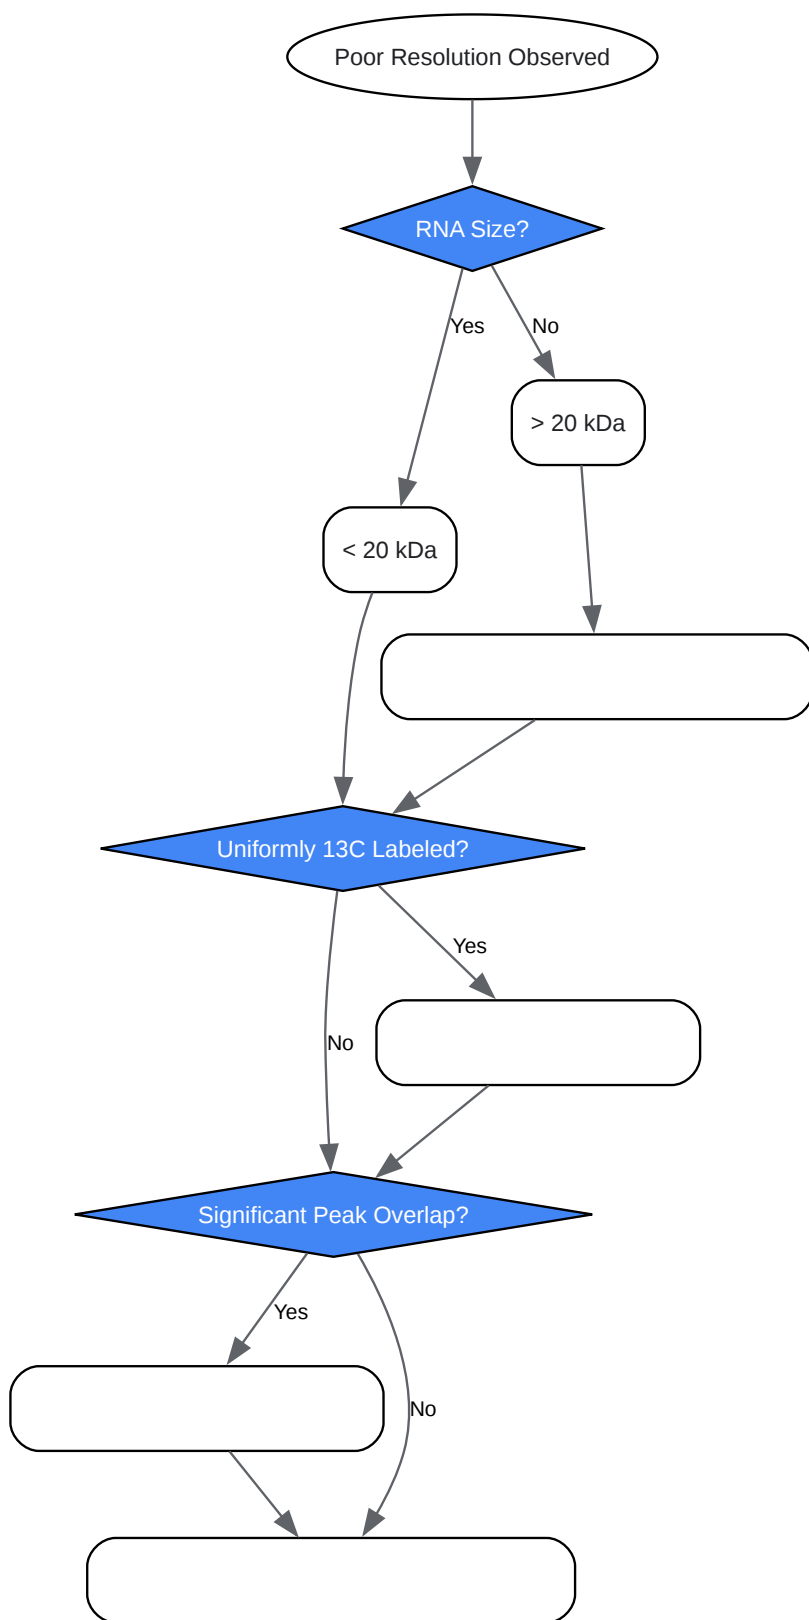 Poor Resolution Observed
RNA Size?
Yes
No
> 20 kDa
< 20 kDa
Uniformly 13C Labeled?
Yes
No
Significant Peak Overlap?
Yes
No